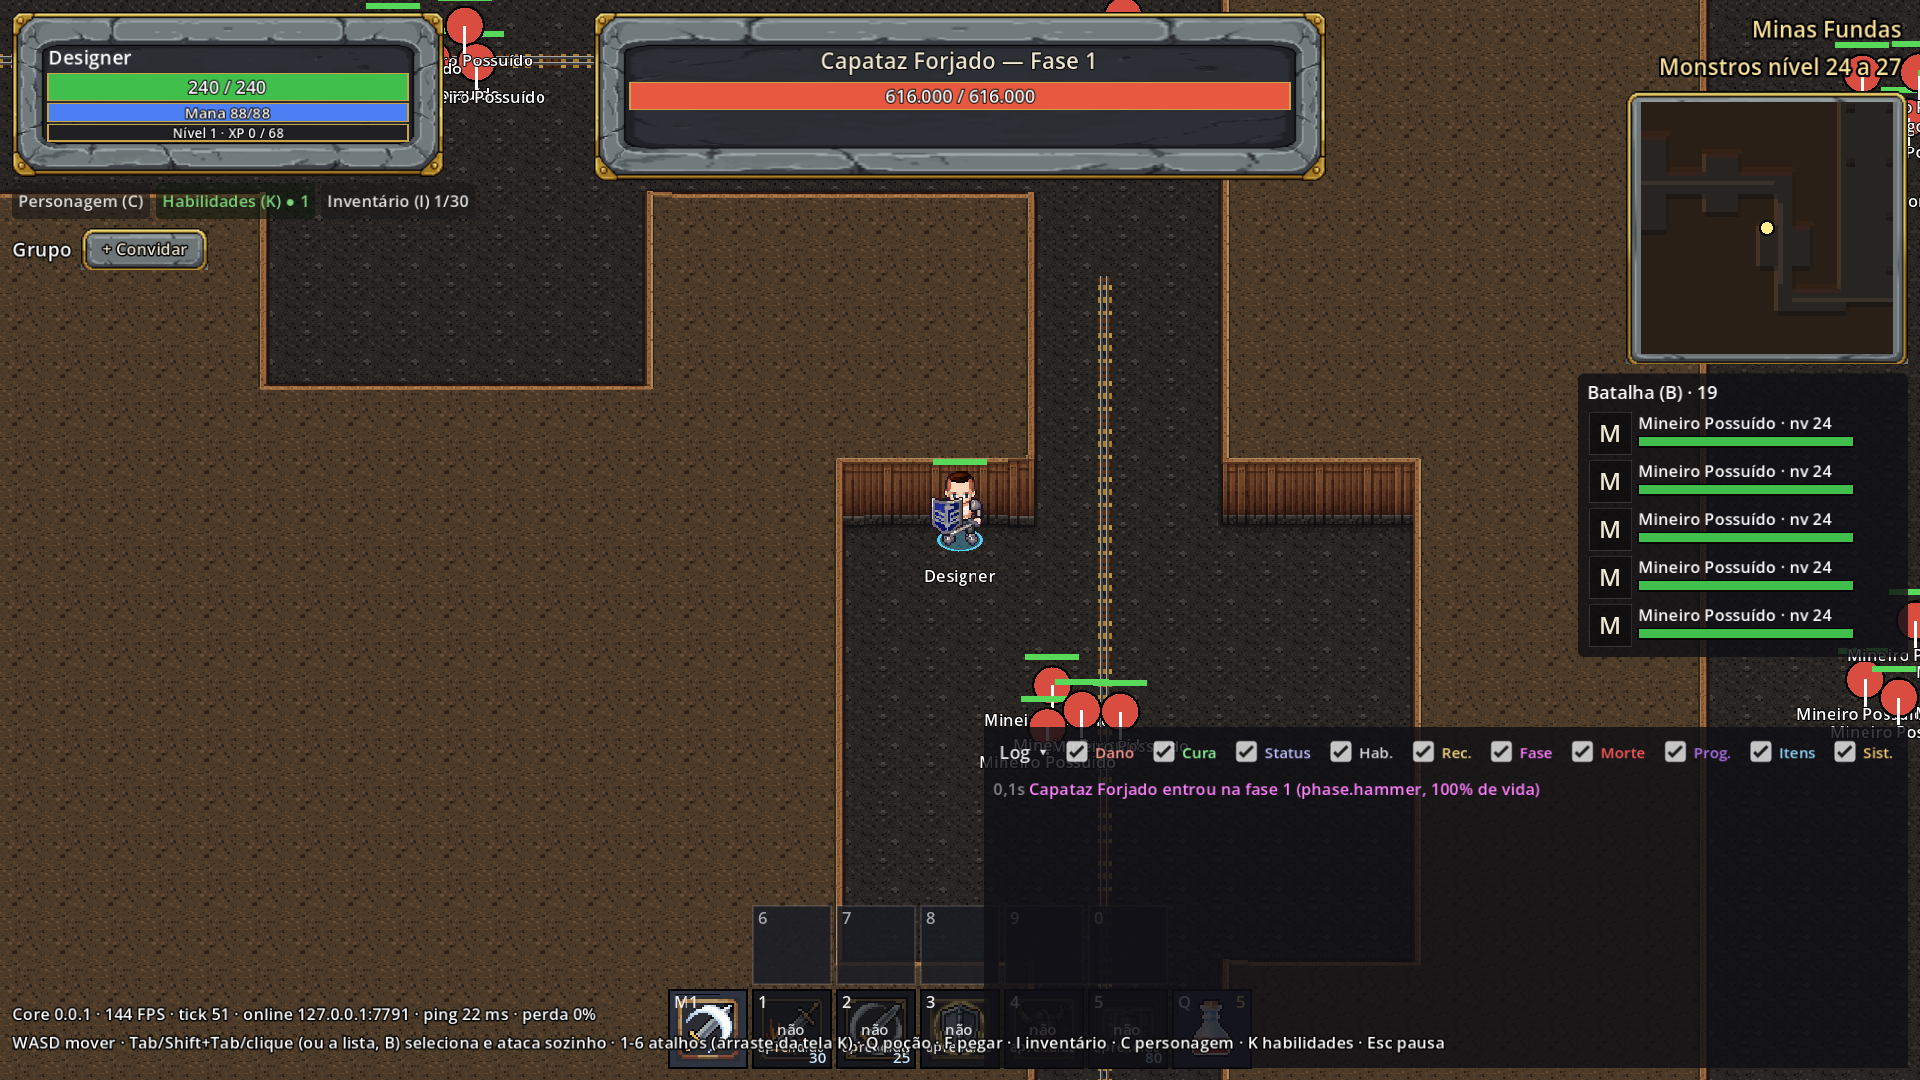 Designer
240 / 240
Mana 88/88
Nível 1 · XP 0 / 68
Capataz Forjado — Fase 1
616.000 / 616.000
Minas Fundas
Monstros nível 24 a 27
Personagem (C)
Habilidades (K) ● 1
Inventário (I) 1/30
Grupo
+ Convidar
Batalha (B) · 19
M
Mineiro Possuído · nv 24
M
Mineiro Possuído · nv 24
M
Mineiro Possuído · nv 24
M
Mineiro Possuído · nv 24
M
Mineiro Possuído · nv 24
Designer
Log
Dano
Cura
Status
Hab.
Rec.
Fase
Morte
Prog.
Itens
Sist.
0,1s Capataz Forjado entrou na fase 1 (phase.hammer, 100% de vida)
6
7
8
9
0
M1
1
não
30
2
não
25
3
não
4
não
5
não
80
Q
5
Core 0.0.1 · 144 FPS · tick 51 · online 127.0.0.1:7791 · ping 22 ms · perda 0%
WASD mover · Tab/Shift+Tab/clique (ou a lista, B) seleciona e ataca sozinho · 1-6 atalhos (arraste da tela K) · Q poção · F pegar · I inventário · C personagem · K habilidades · Esc pausa